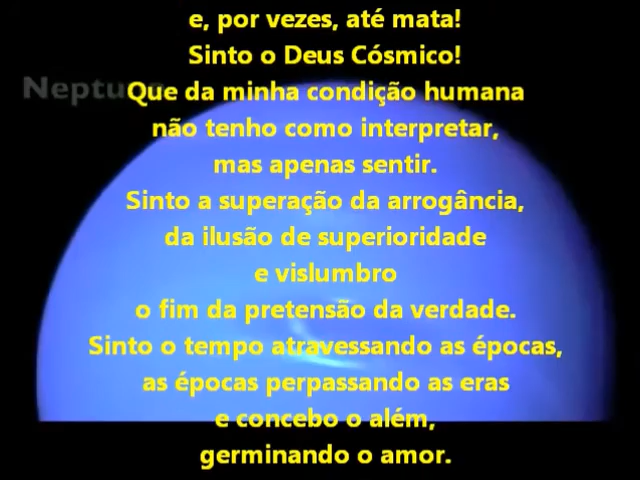 e, por vezes, até mata!
Sinto o Deus Cósmico!
Neptune
Que da minha condição humana
não tenho como interpretar,
mas apenas sentir.
Sinto a superação da arrogância,
da ilusão de superioridade
e vislumbro
o fim da pretensão da verdade.
Sinto o tempo atravessando as épocas,
as épocas perpassando as eras
e concebo o além,
germinando o amor.